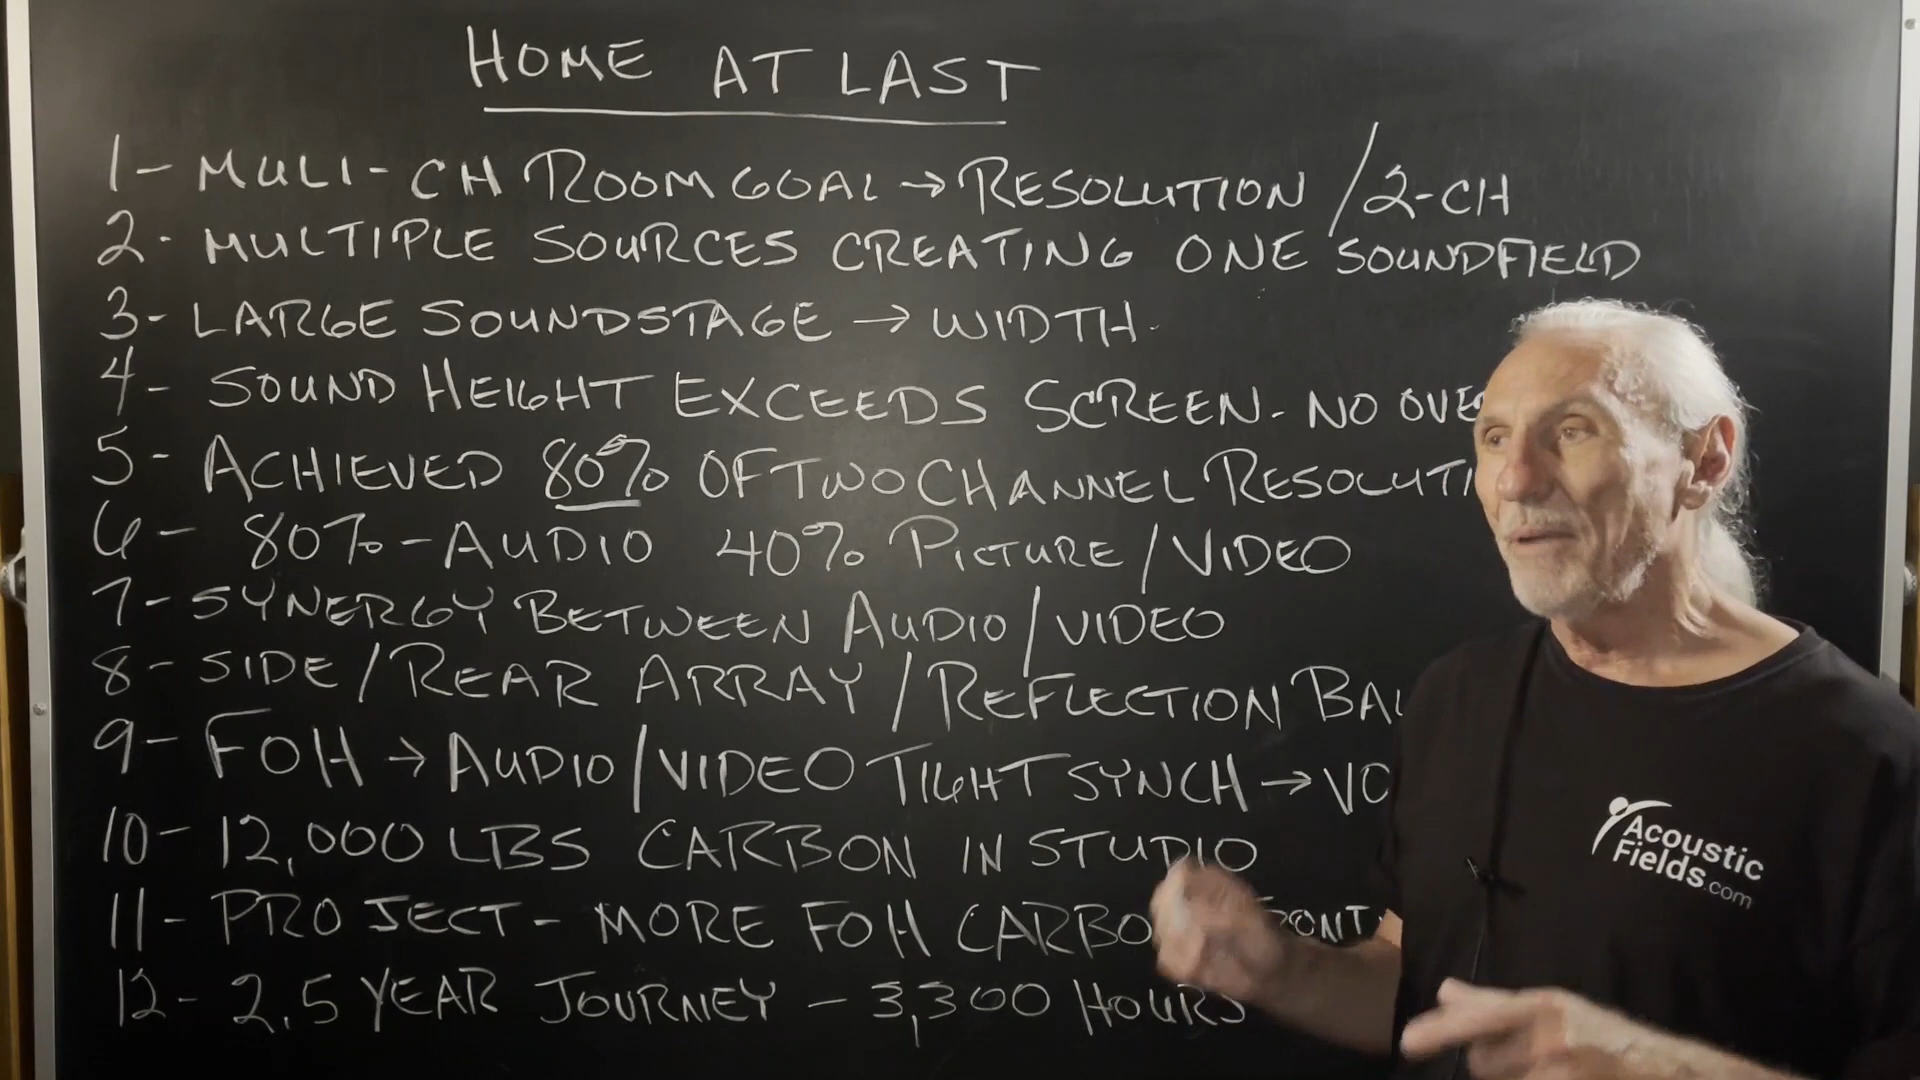 HOME AT LAST
1- MULI-CH ROOM GOAL → RESOLUTION / 2-CH
2- MULTIPLE SOURCES CREATING ONE SOUNDFIELD
3- LARGE SOUNDSTAGE → WIDTH
4- SOUND HEIGHT EXCEEDS SCREEN- NO
5- ACHIEVED 80% OF TWO CHANNEL
6- 80% - AUDIO 40% PICTURE/VIDEO
7- SYNERGY BETWEEN AUDIO/VIDEO
8- SIDE/REAR ARRAY/REFLECTION
9- FOH → AUDIO/VIDEO TIGHT SYNCH →
10- 12,000 LBS CARBON IN STUDIO
11- PROJECT - MORE FOH
12- 2.5 YEAR JOURNEY - 3,300 HOURS
Acoustic
Fields.com